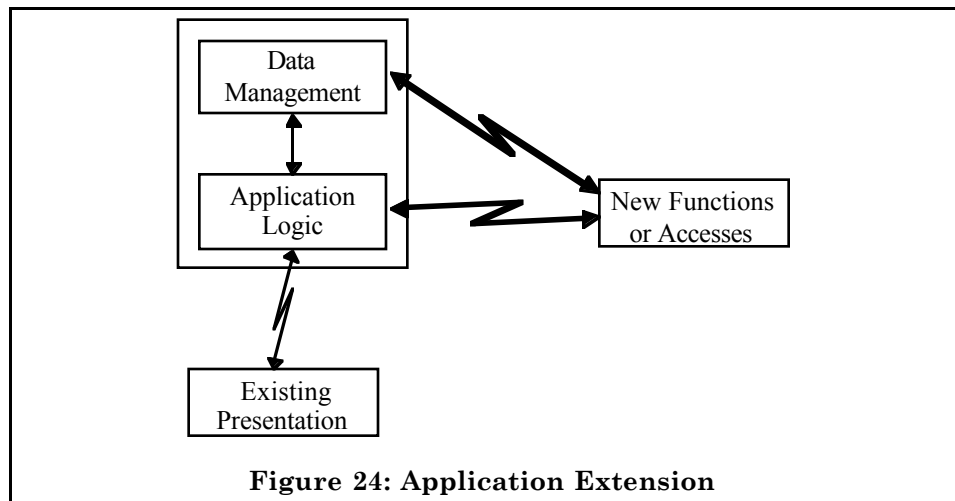 Data
Management
Application
Logic
New Functions
or Accesses
Existing
Presentation
Figure 24: Application Extension